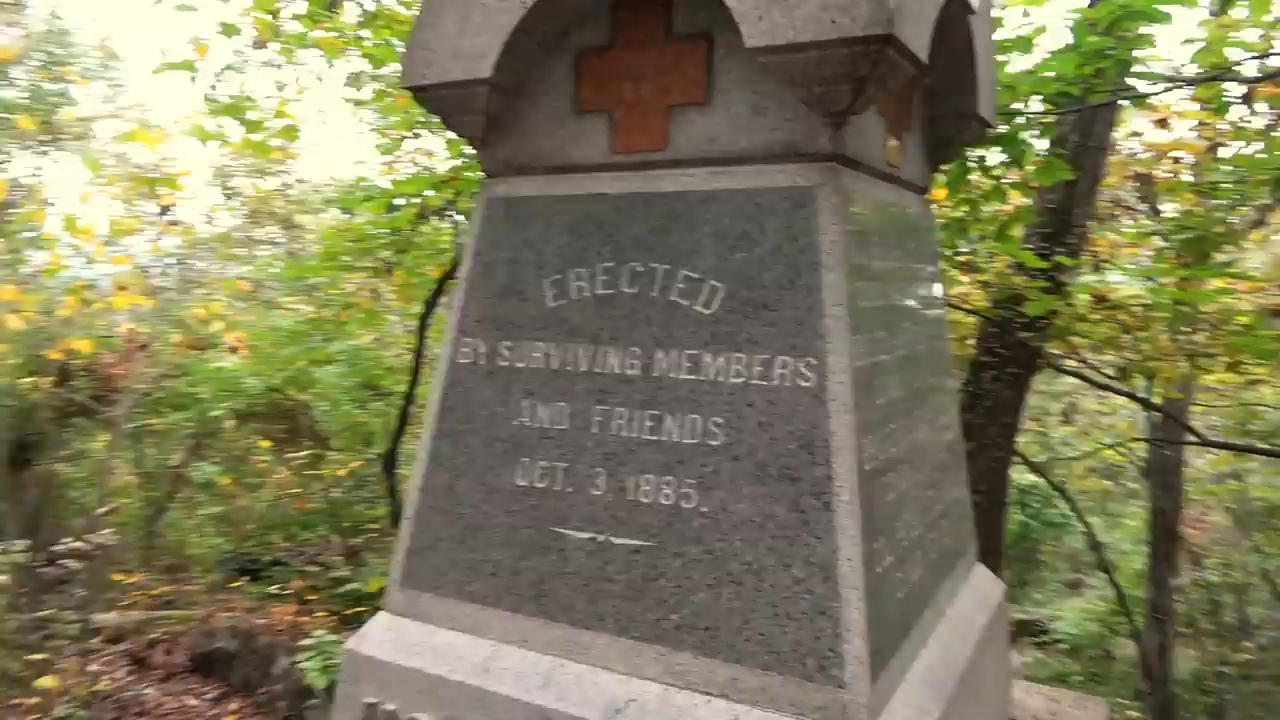 ERECTED
BY SURVIVING MEMBERS
AND FRIENDS
OCT. 3, 1885.